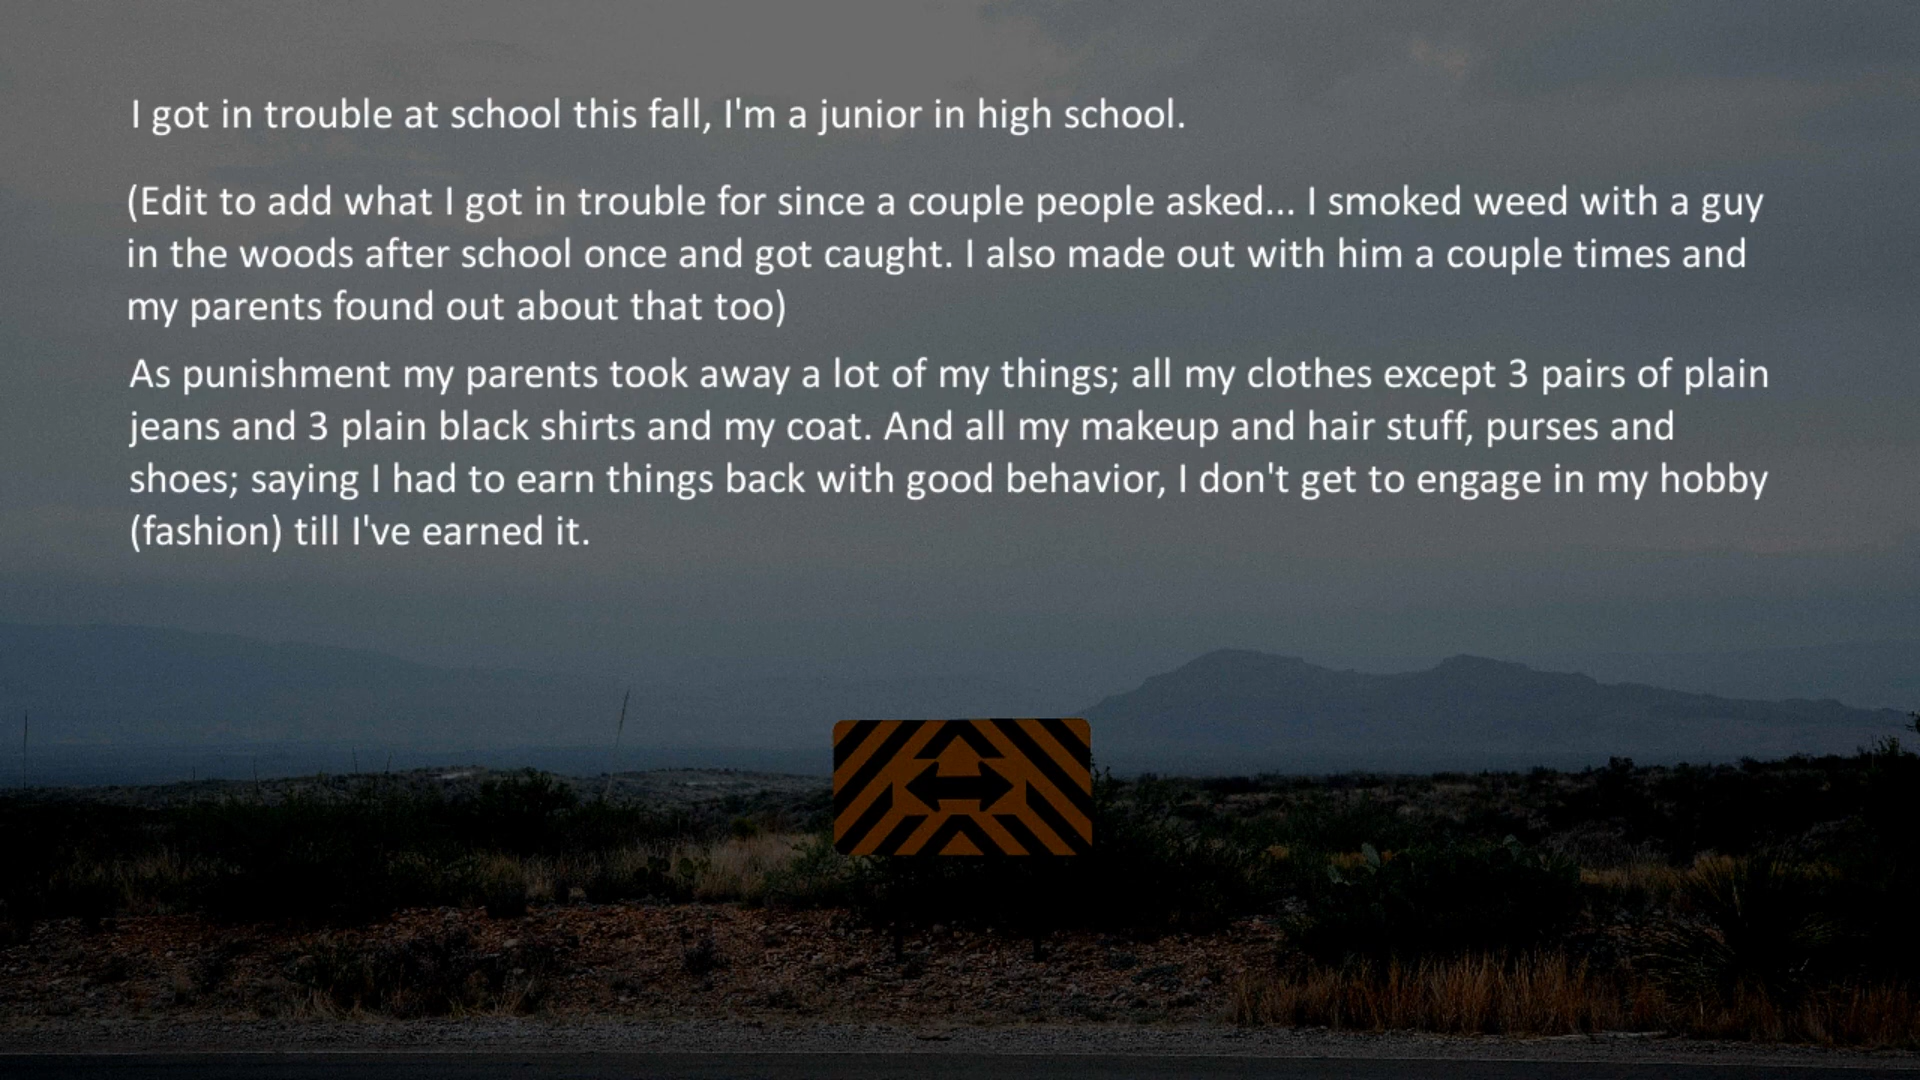 I got in trouble at school this fall, I'm a junior in high school.
(Edit to add what I got in trouble for since a couple people asked... I smoked weed with a guy
in the woods after school once and got caught. I also made out with him a couple times and
my parents found out about that too)
As punishment my parents took away a lot of my things; all my clothes except 3 pairs of plain
jeans and 3 plain black shirts and my coat. And all my makeup and hair stuff, purses and
shoes; saying I had to earn things back with good behavior, I don't get to engage in my hobby
(fashion) till I've earned it.